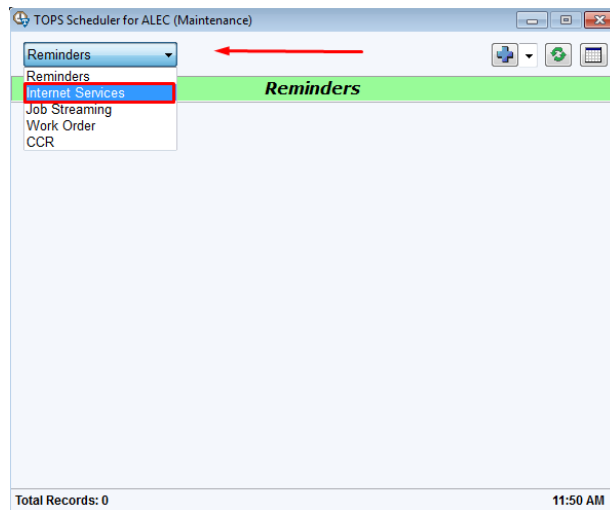 TOPS Scheduler for ALEC (Maintenance)
Reminders
Reminders
Internet Services
Job Streaming
Work Order
CCR
Reminders
Total Records: 0
11:50 AM